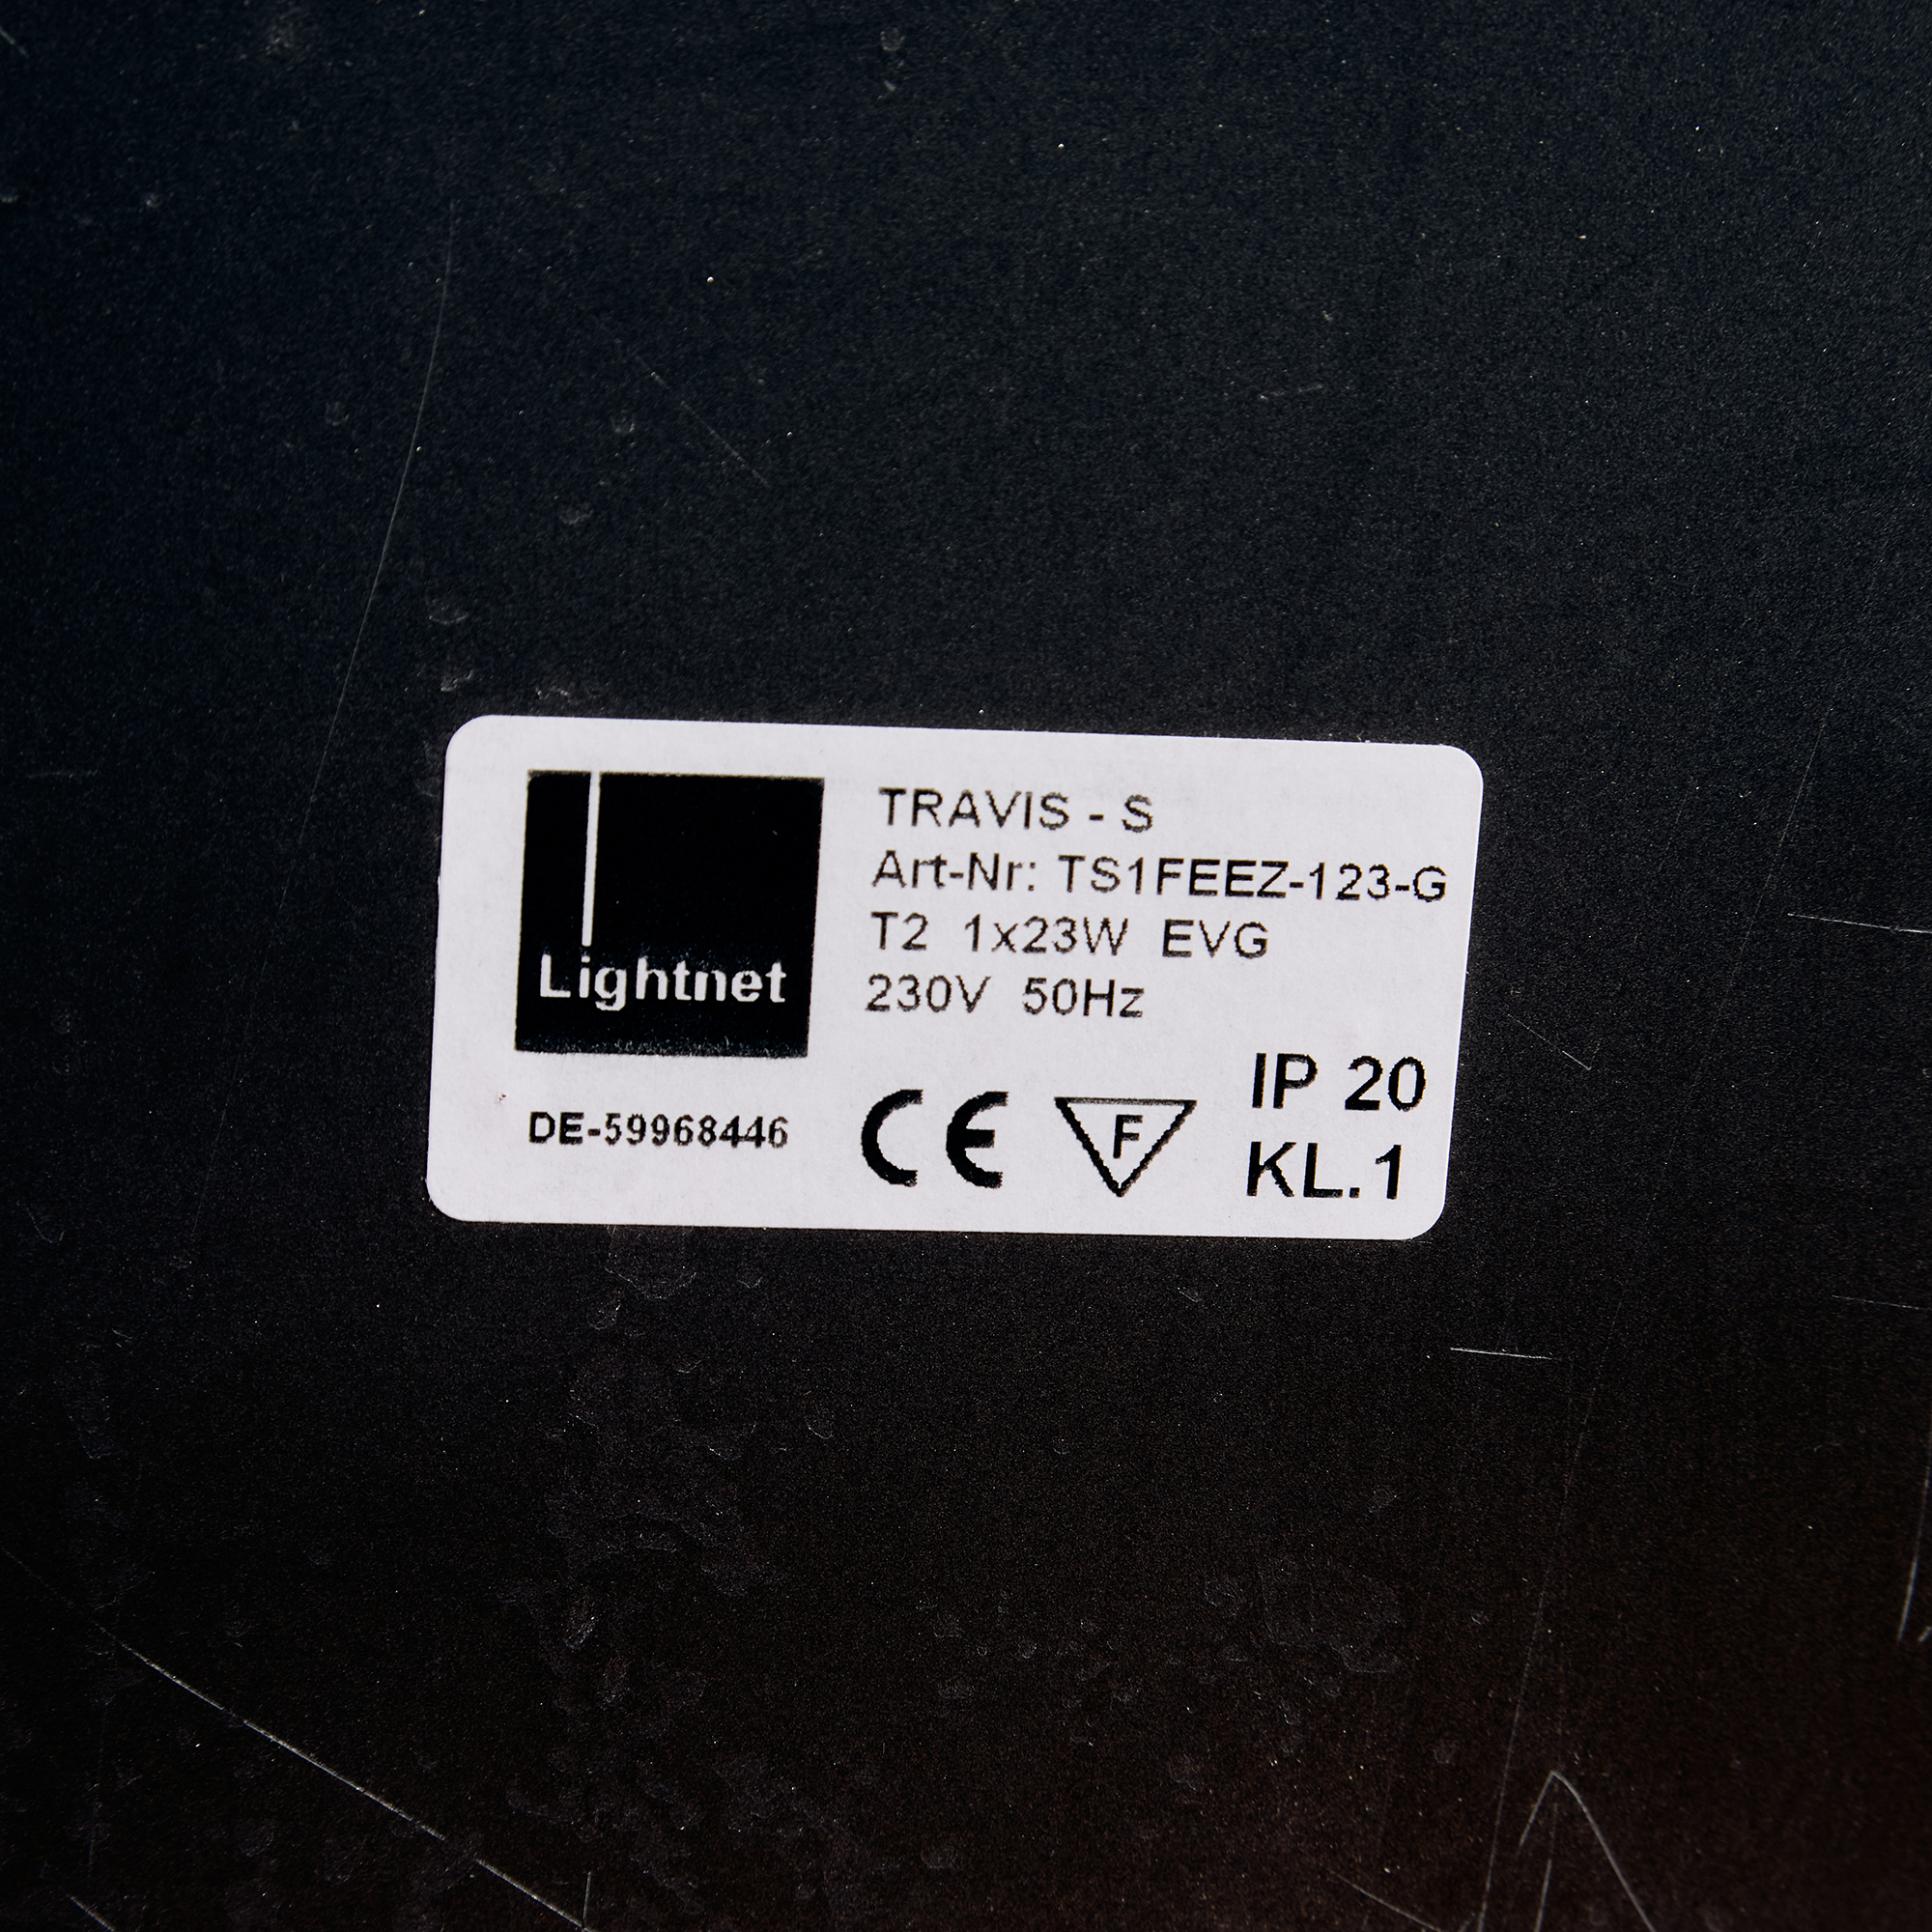 Lightnet
DE-59968446
TRAVIS - S
Art-Nr: TS1FEEZ-123-G
T2 1x23W EVG
230V 50Hz
CE
F
IP 20
KL.1